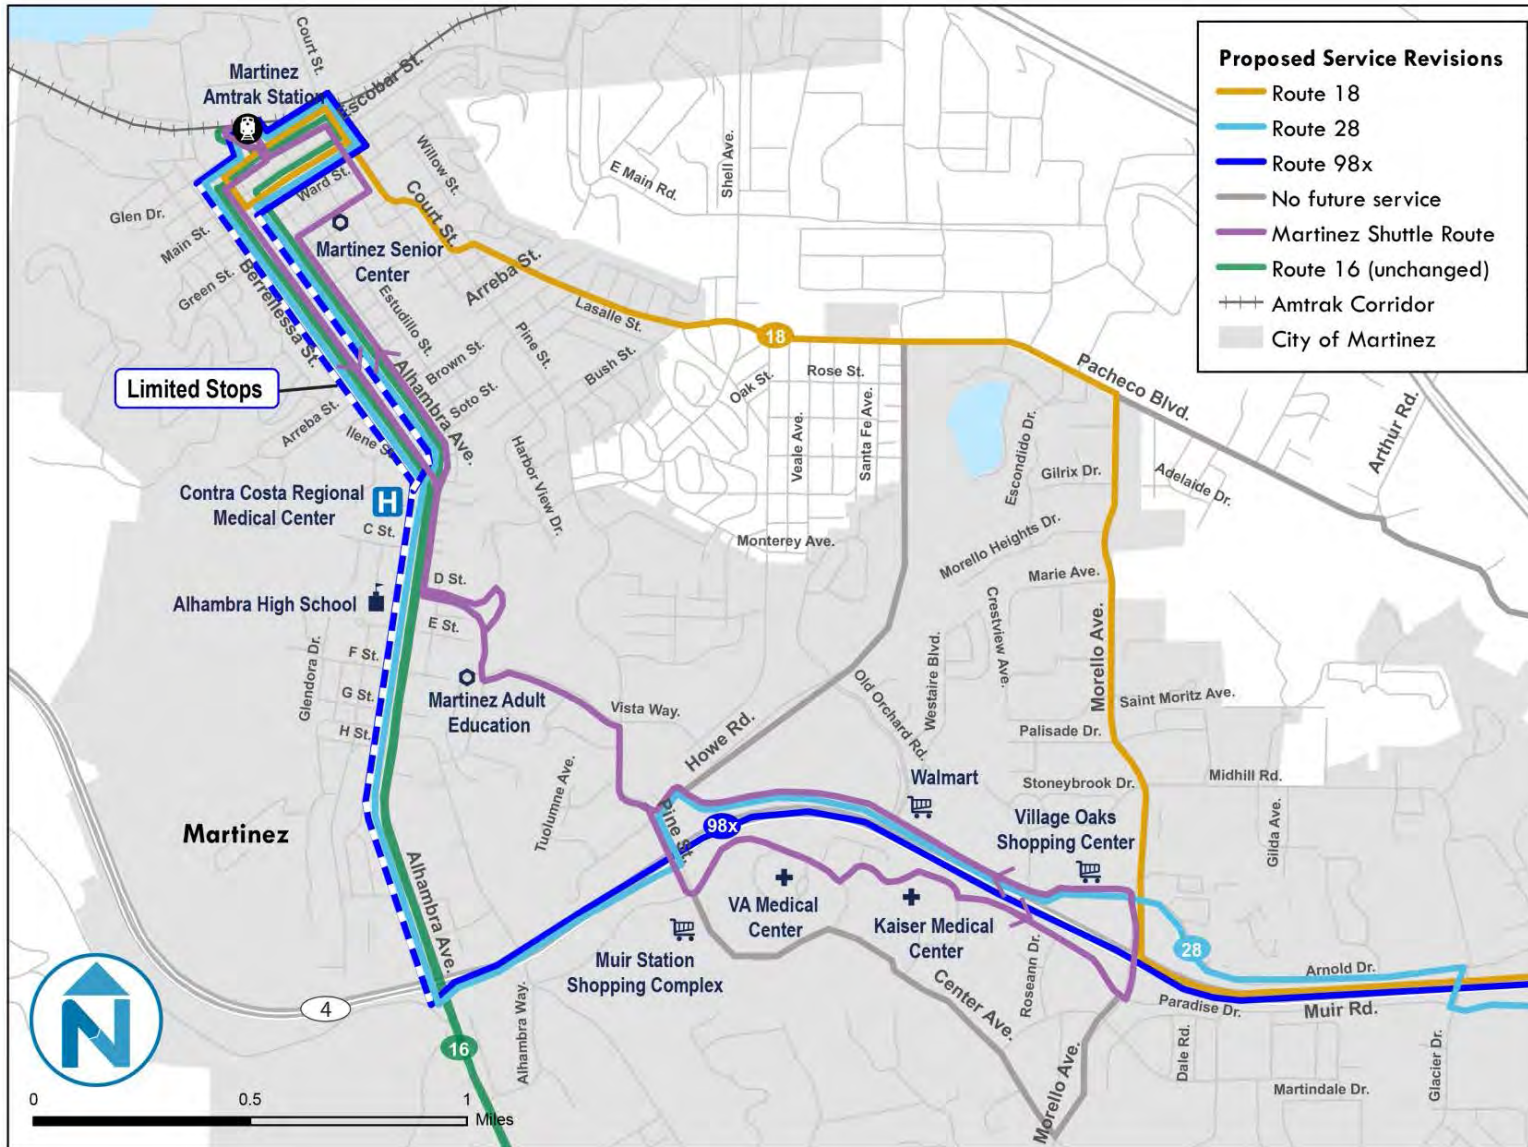 Proposed Service Revisions
Route 18
Route 28
Route 98x
No future service
Martinez Shuttle Route
Route 16 (unchanged)
Amtrak Corridor
City of Martinez
Court St.
Martinez
Amtrak Station
Escobar St.
Willow St.
Shell Ave.
E Main Rd.
Ward St.
Glen Dr.
Court St.
Main St.
Martinez Senior
Center
Arreba St.
Green St.
Berrellessa St.
Estudillo St.
Lasalle St.
Pine St.
18
Brown St.
Bush St.
Rose St.
Pacheco Blvd.
Limited Stops
Alhambra Ave.
Oak St.
Soto St.
Arreba St.
Ilene St.
Harbor View Dr.
Veale Ave.
Santa Fe Ave.
Escondido Dr.
Arthur Rd.
Gilrix Dr.
Adelaide Dr.
Contra Costa Regional
Medical Center
H
C St.
Monterey Ave.
Morello Heights Dr.
Marie Ave.
D St.
Alhambra High School
E St.
Crestview Ave.
Morello Ave.
Glendora Dr.
F St.
Westaire Blvd.
G St.
Martinez Adult
Education
Vista Way.
Old Orchard Rd.
Saint Moritz Ave.
H St.
Howe Rd.
Palisade Dr.
Tuolumne Ave.
Walmart
Stoneybrook Dr.
Midhill Rd.
Martinez
Pine St.
98x
Village Oaks
Shopping Center
Gilda Ave.
Alhambra Ave.
VA Medical
Center
Kaiser Medical
Center
Muir Station
Shopping Complex
Roseann Dr.
28
Arnold Dr.
Center Ave.
Paradise Dr.
Muir Rd.
4
N
16
Alhambra Way.
Morello Ave.
Dale Rd.
Martindale Dr.
Glacier Dr.
0 0.5 1
Miles